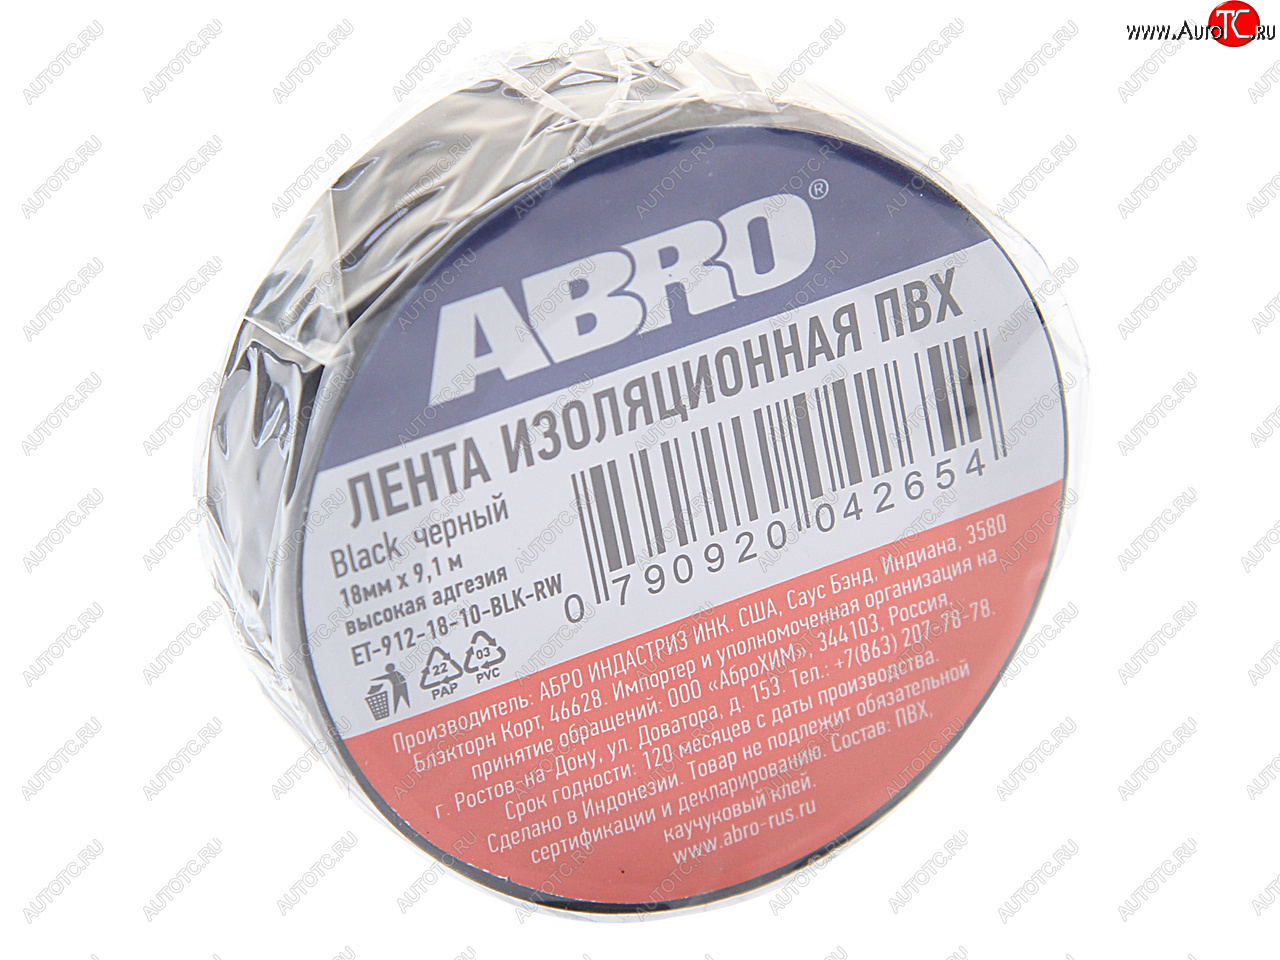 www.AutoTC.ru
ABRO®
ЛЕНТА ИЗОЛЯЦИОННАЯ ПВХ
Black черный
18мм х 9,1 м
высокая адгезия
ET-912-18-10-BLK-RW
0 790920 042654
22
PAP
03
PVC
Производитель: АБРО ИНДАСТРИЗ ИНК. США, Саус Бэнд, Индиана, 3580
Блэкторн Корт, 46628. Импортер и уполномоченная организация на
принятие обращений: ООО «АброХИМ», 344103, Россия,
г. Ростов-на-Дону, ул. Доватора, д. 153. Тел.: +7(863) 207-78-78.
Срок годности: 120 месяцев с даты производства.
Сделано в Индонезии. Товар не подлежит обязательной
сертификации и декларированию. Состав: ПВХ,
каучуковый клей.
www.abro-rus.ru
AUTOTC.RU